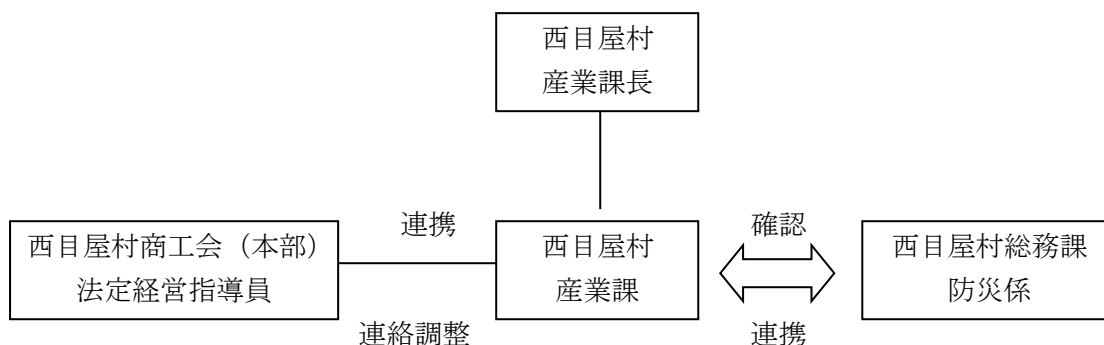 西目屋村
産業課長
連携
確認
西目屋村商工会（本部）
法定経営指導員
西目屋村
産業課
西目屋村総務課
防災係
連絡調整
連携